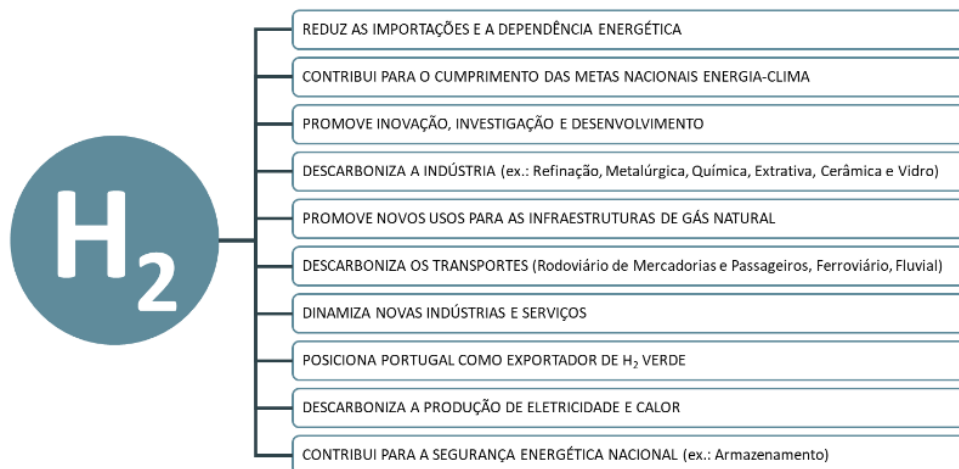 H2
REDUZ AS IMPORTAÇÕES E A DEPENDÊNCIA ENERGÉTICA
CONTRIBUI PARA O CUMPRIMENTO DAS METAS NACIONAIS ENERGIA-CLIMA
PROMOVE INOVAÇÃO, INVESTIGAÇÃO E DESENVOLVIMENTO
DESCARBONIZA A INDÚSTRIA (ex.: Refinação, Metalúrgica, Química, Extrativa, Cerâmica e Vidro)
PROMOVE NOVOS USOS PARA AS INFRAESTRUTURAS DE GÁS NATURAL
DESCARBONIZA OS TRANSPORTES (Rodoviário de Mercadorias e Passageiros, Ferroviário, Fluvial)
DINAMIZA NOVAS INDÚSTRIAS E SERVIÇOS
POSICIONA PORTUGAL COMO EXPORTADOR DE H₂ VERDE
DESCARBONIZA A PRODUÇÃO DE ELETRICIDADE E CALOR
CONTRIBUI PARA A SEGURANÇA ENERGÉTICA NACIONAL (ex.: Armazenamento)